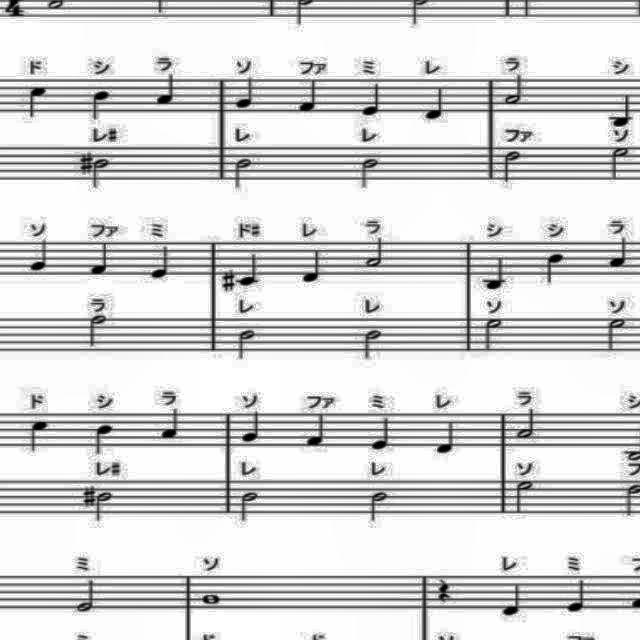 4
ド シ ラ ソ ファ ミ レ ラ シ
レ# レ レ ファ ソ
ソ ファ ミ ド# レ ラ シ シ ラ
ラ レ レ ソ ソ
ド シ ラ ソ ファ ミ レ ラ シ
レ# レ レ ソ
ミ ソ レ ミ